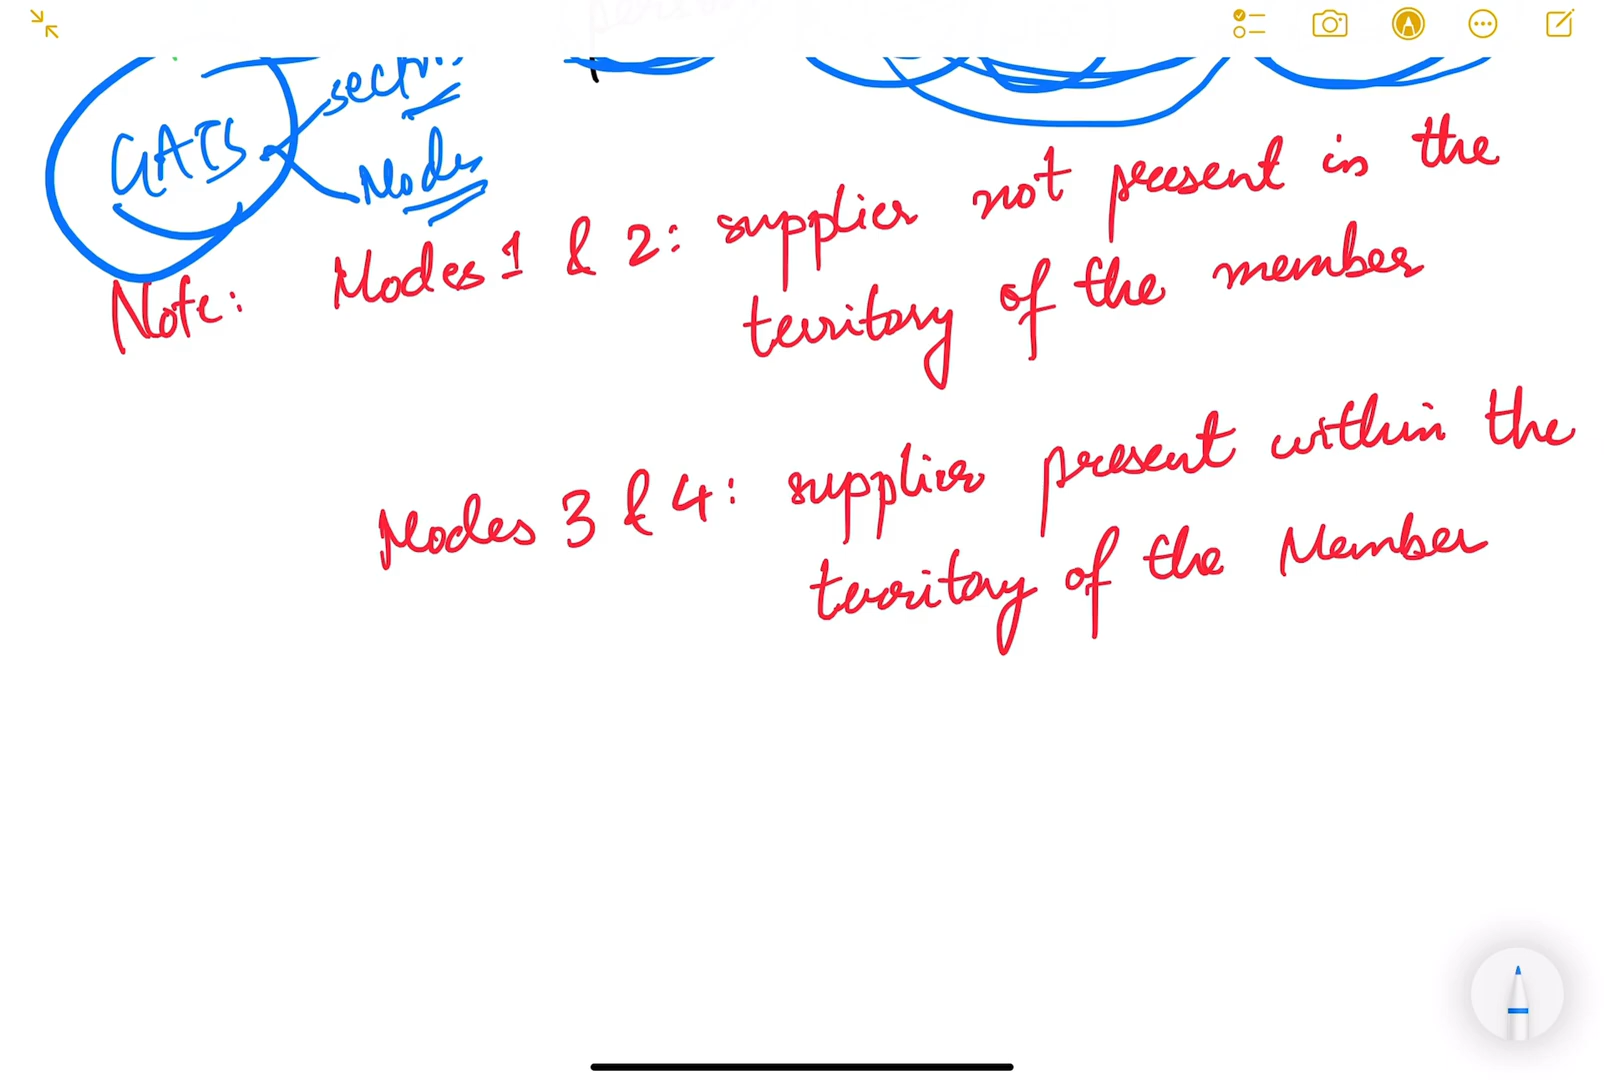 sectors
GATS
Modes
Note: Modes 1 & 2: supplier not present in the
territory of the member
Modes 3 & 4: supplier present within the
territory of the Member